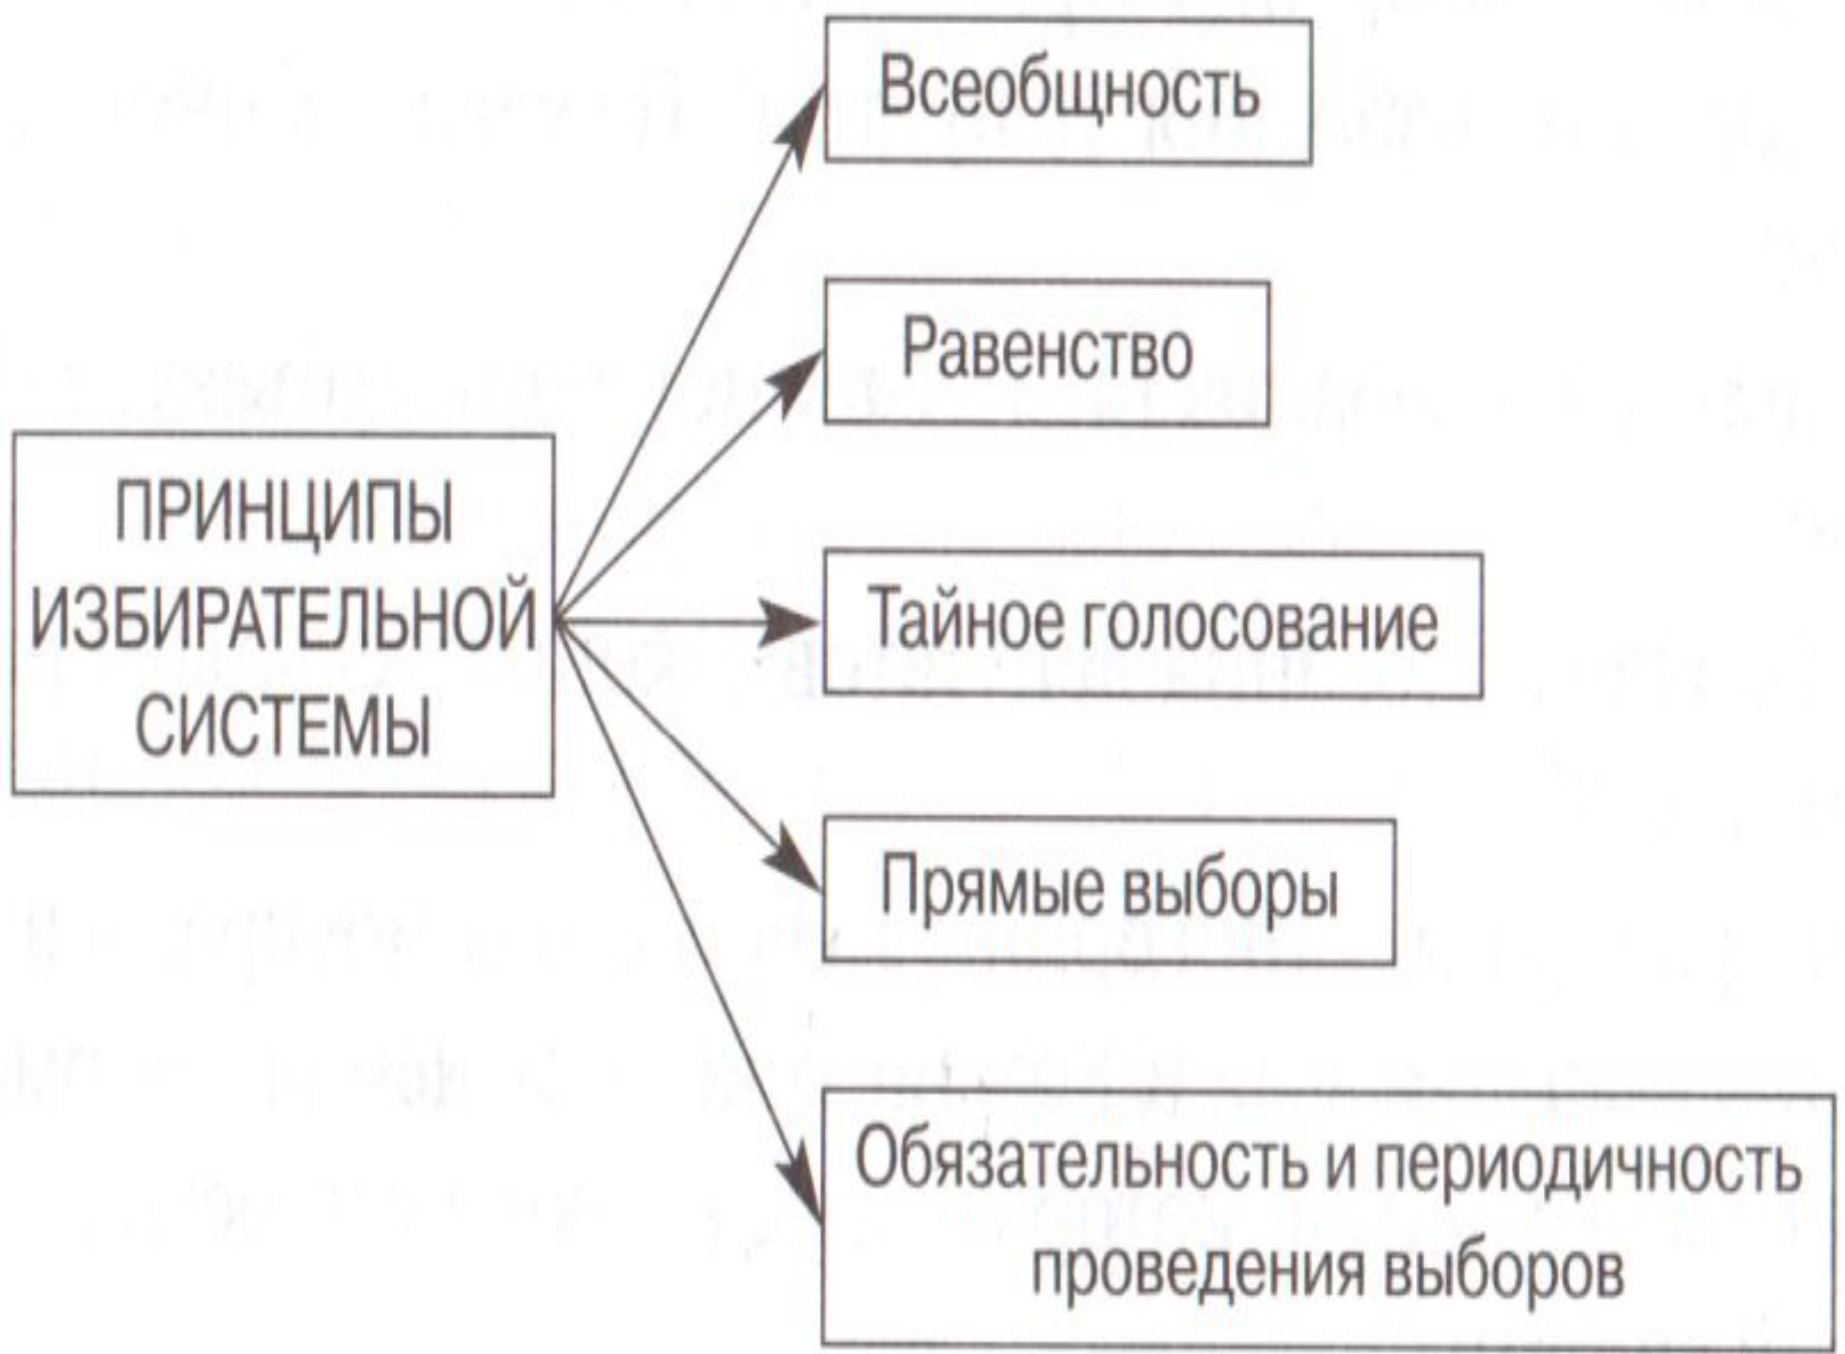 ПРИНЦИПЫ
ИЗБИРАТЕЛЬНОЙ
СИСТЕМЫ
Всеобщность
Равенство
Тайное голосование
Прямые выборы
Обязательность и периодичность
проведения выборов